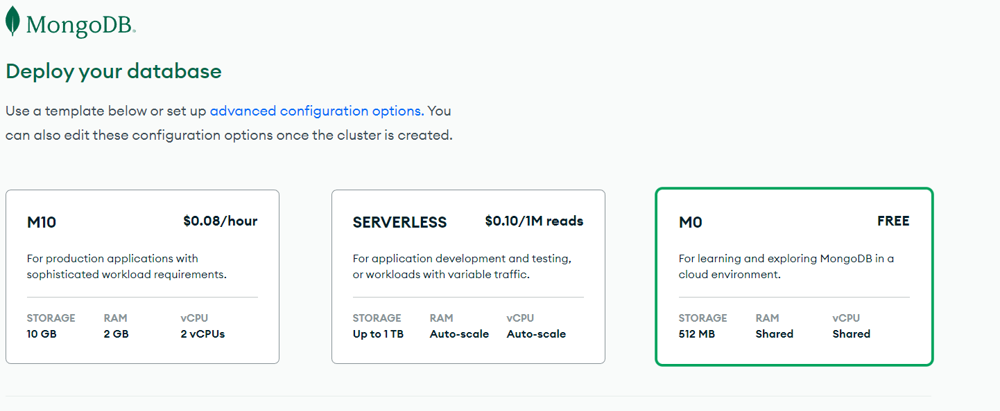 MongoDB®
Deploy your database
Use a template below or set up advanced configuration options. You
can also edit these configuration options once the cluster is created.
M10 $0.08/hour
For production applications with
sophisticated workload requirements.
STORAGE RAM vCPU
10 GB 2 GB 2 vCPUs
SERVERLESS $0.10/1M reads
For application development and testing,
or workloads with variable traffic.
STORAGE RAM vCPU
Up to 1 TB Auto-scale Auto-scale
M0 FREE
For learning and exploring MongoDB in a
cloud environment.
STORAGE RAM vCPU
512 MB Shared Shared